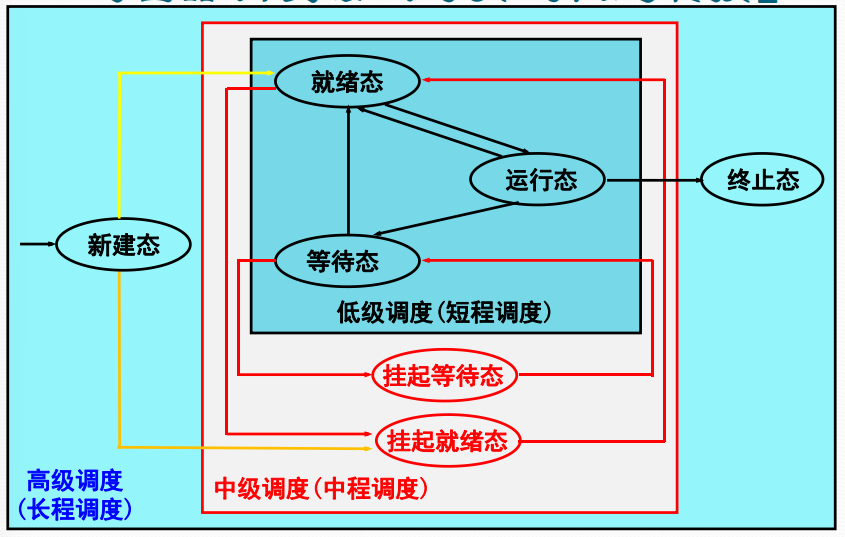 就绪态
运行态
终止态
新建态
等待态
低级调度(短程调度)
挂起等待态
挂起就绪态
高级调度
(长程调度)
中级调度(中程调度)